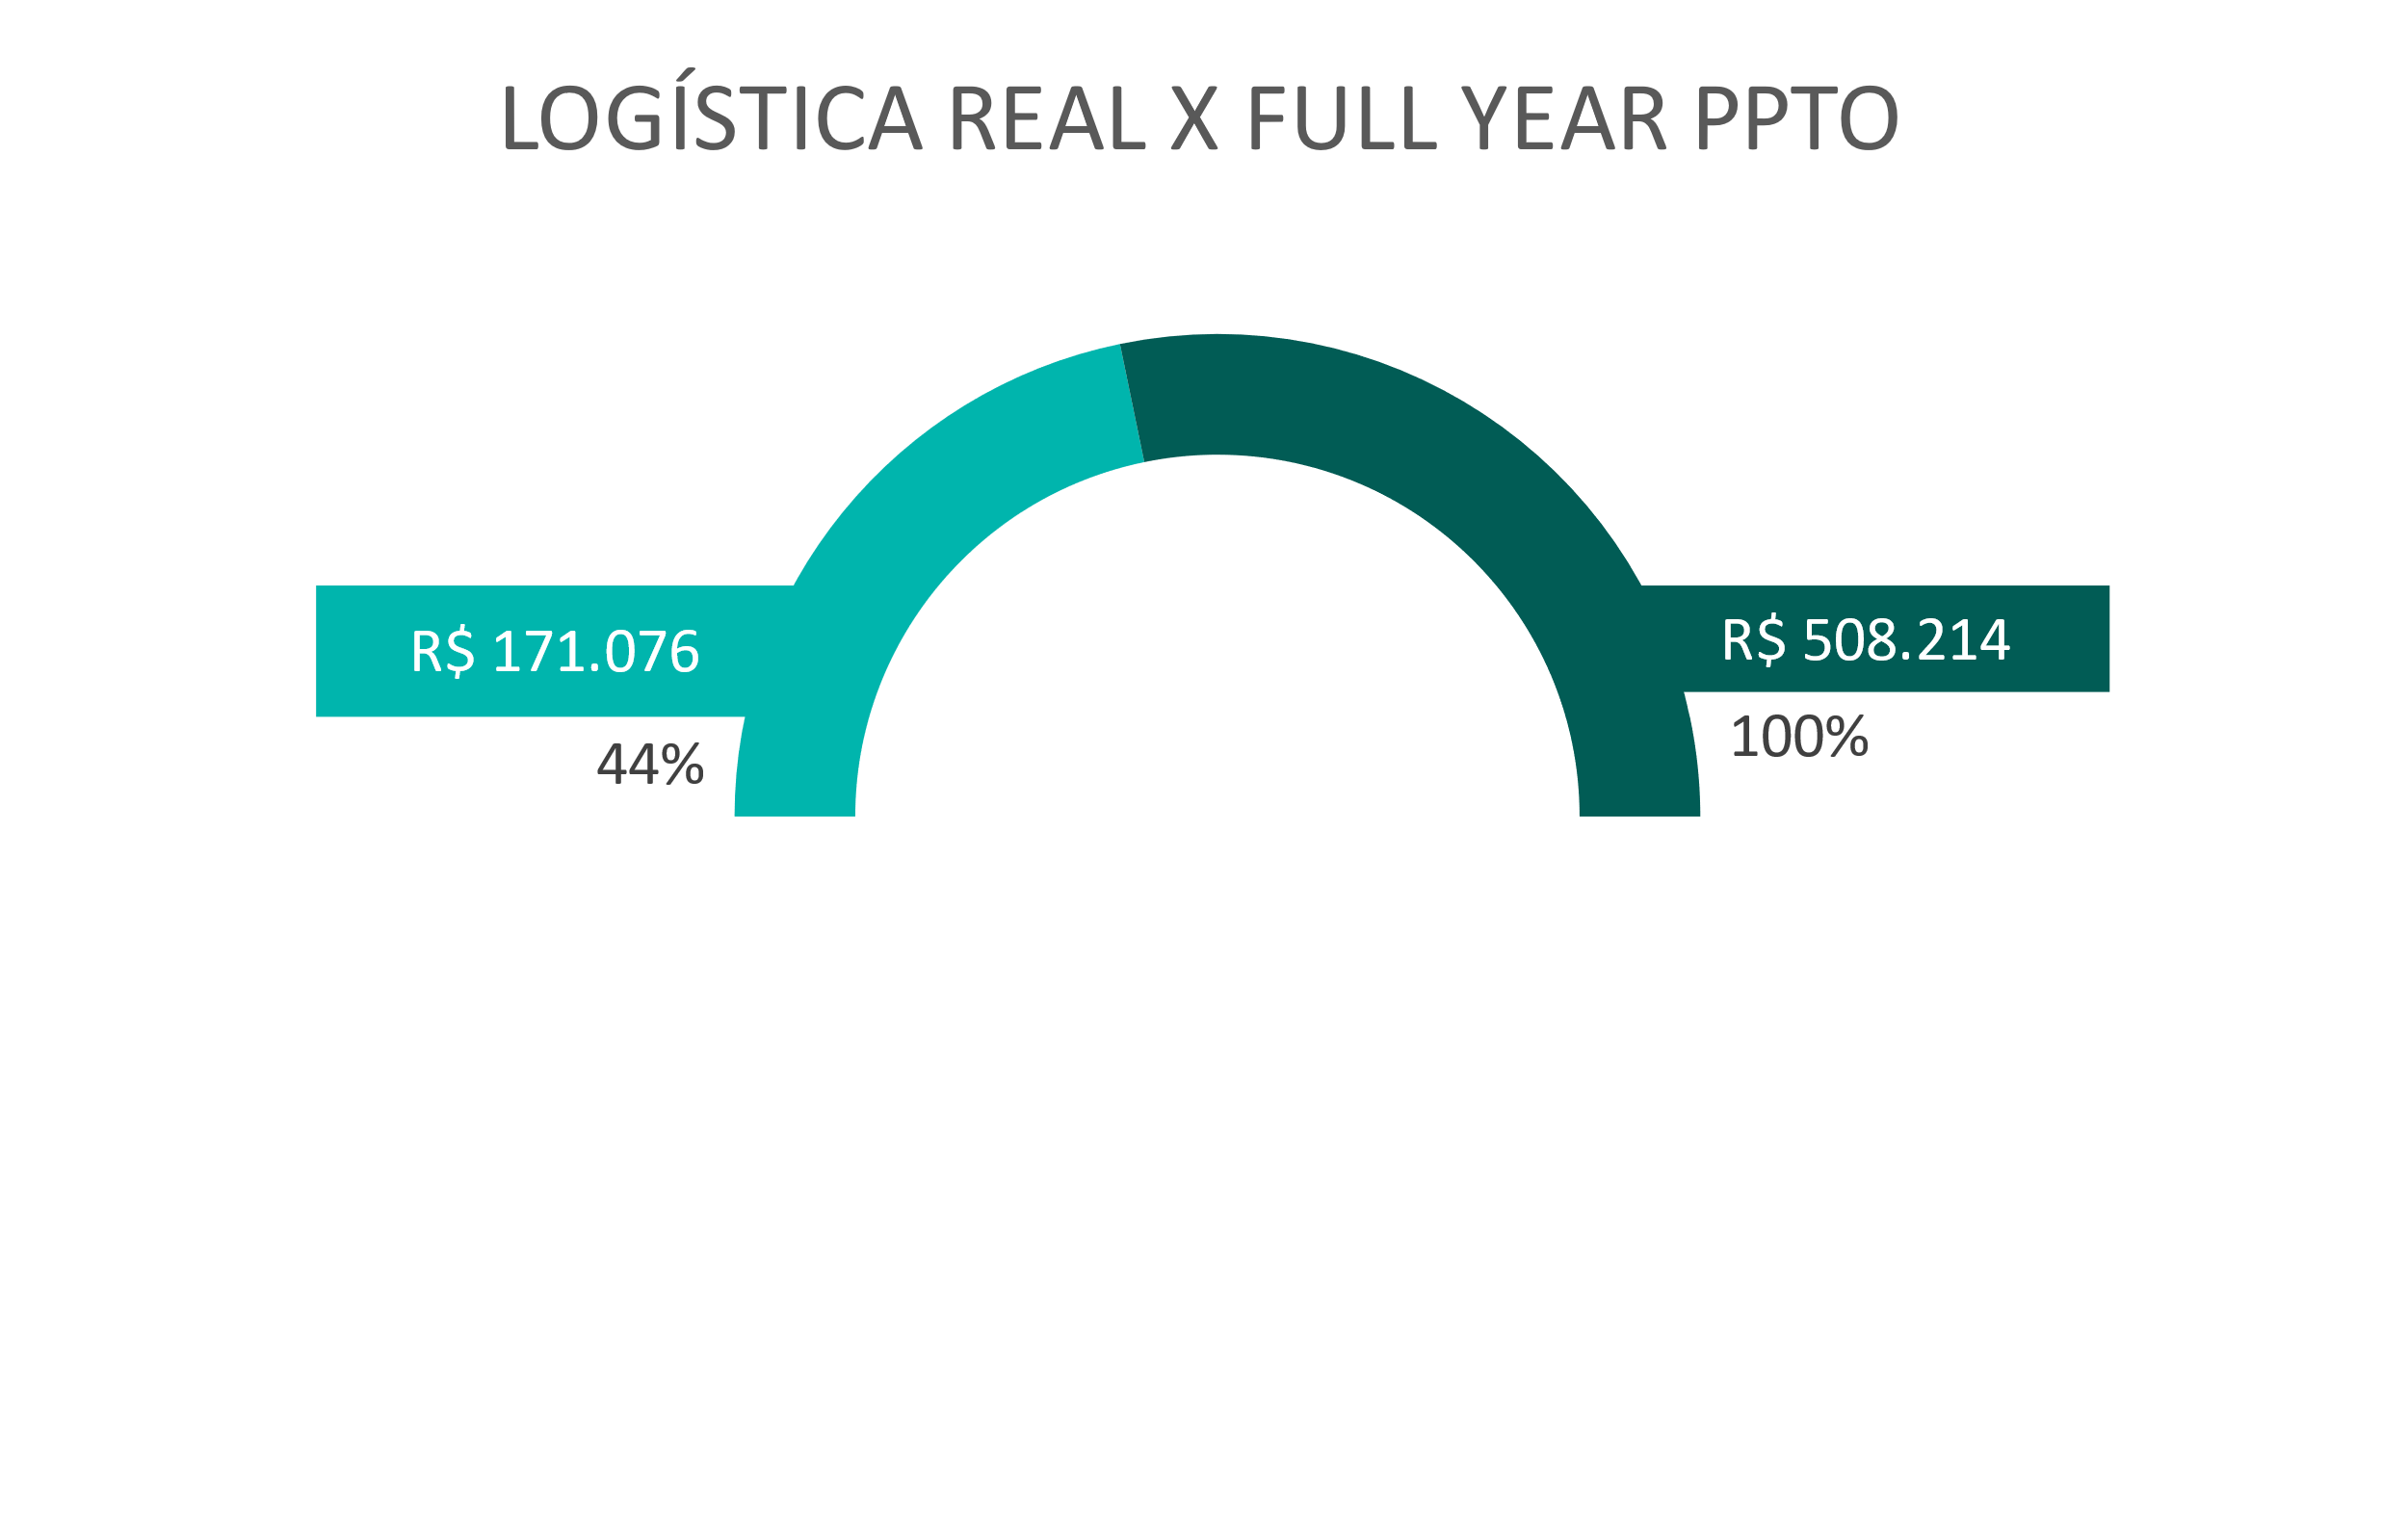 LOGÍSTICA REAL X FULL YEAR PPTO
R$ 171.076
44%
R$ 508.214
100%